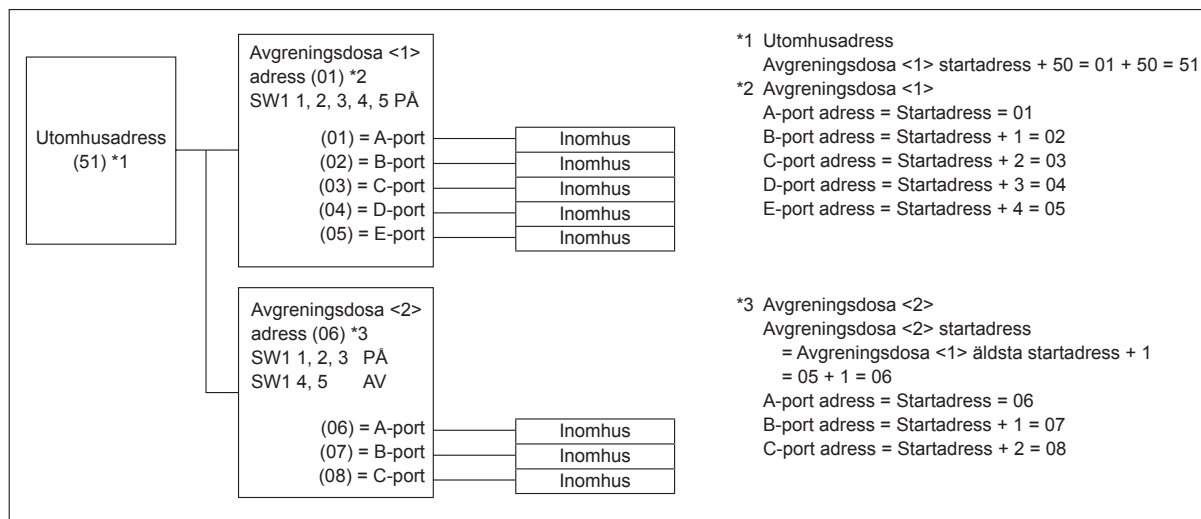 Utomhusadress
(51) *1
Avgreningsdosa <1>
adress (01) *2
SW1 1, 2, 3, 4, 5 PÅ
(01) = A-port
Inomhus
(02) = B-port
Inomhus
(03) = C-port
Inomhus
(04) = D-port
Inomhus
(05) = E-port
Inomhus
Avgreningsdosa <2>
adress (06) *3
SW1 1, 2, 3 PÅ
SW1 4, 5 AV
(06) = A-port
Inomhus
(07) = B-port
Inomhus
(08) = C-port
Inomhus
*1 Utomhusadress
Avgreningsdosa <1> startadress + 50 = 01 + 50 = 51
*2 Avgreningsdosa <1>
A-port adress = Startadress = 01
B-port adress = Startadress + 1 = 02
C-port adress = Startadress + 2 = 03
D-port adress = Startadress + 3 = 04
E-port adress = Startadress + 4 = 05
*3 Avgreningsdosa <2>
Avgreningsdosa <2> startadress
= Avgreningsdosa <1> äldsta startadress + 1
= 05 + 1 = 06
A-port adress = Startadress = 06
B-port adress = Startadress + 1 = 07
C-port adress = Startadress + 2 = 08